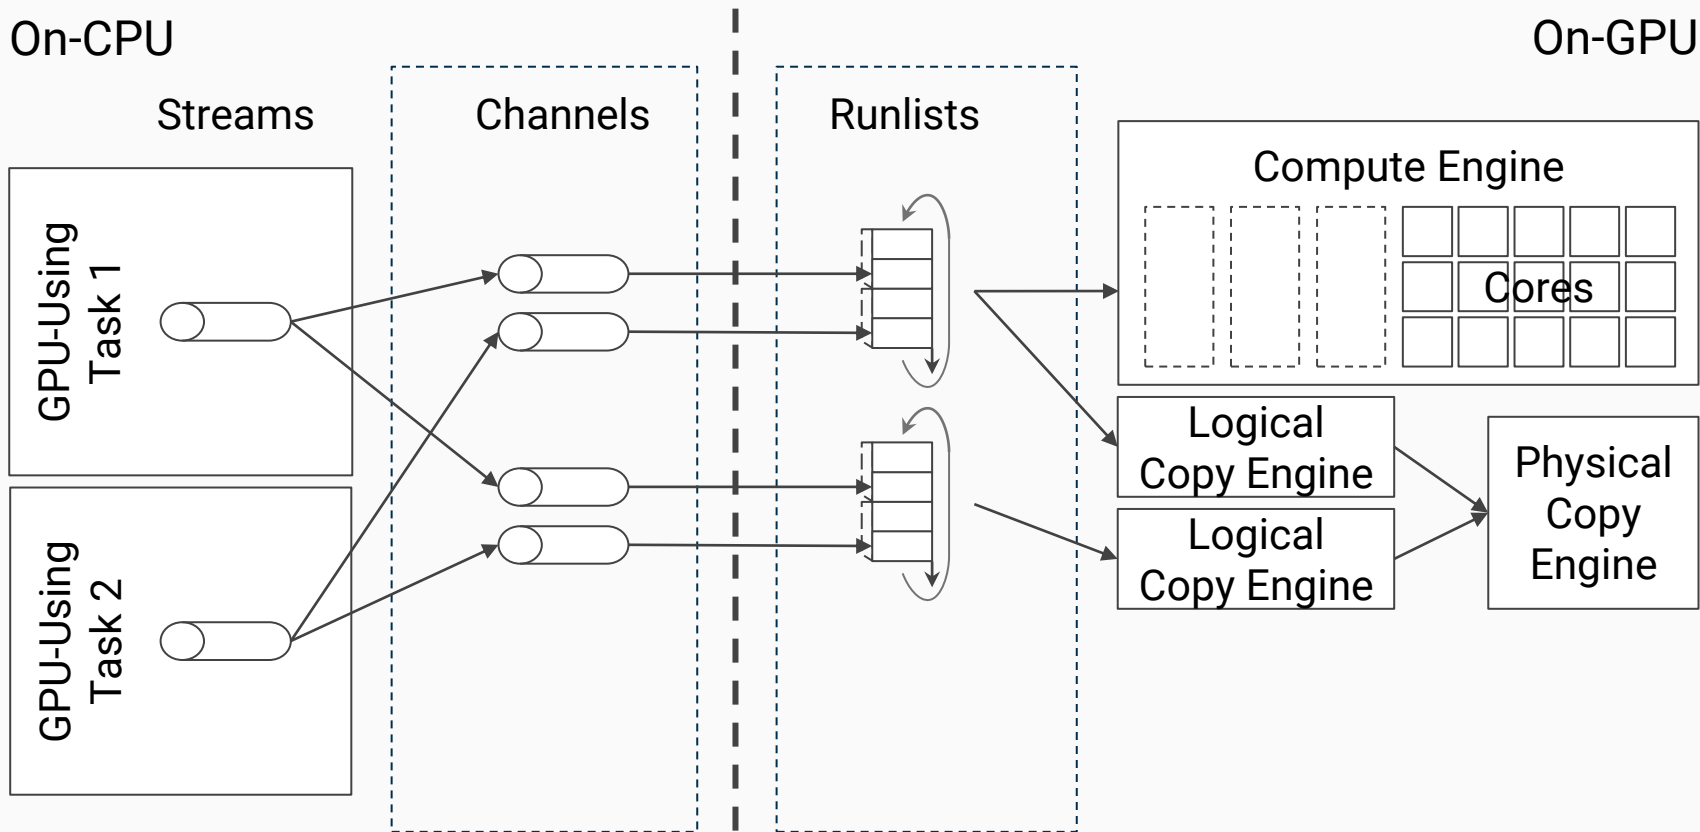 On-CPU
On-GPU
Streams
Channels
Runlists
GPU-Using
Task 1
GPU-Using
Task 2
Compute Engine
Cores
Logical
Copy Engine
Logical
Copy Engine
Physical
Copy
Engine